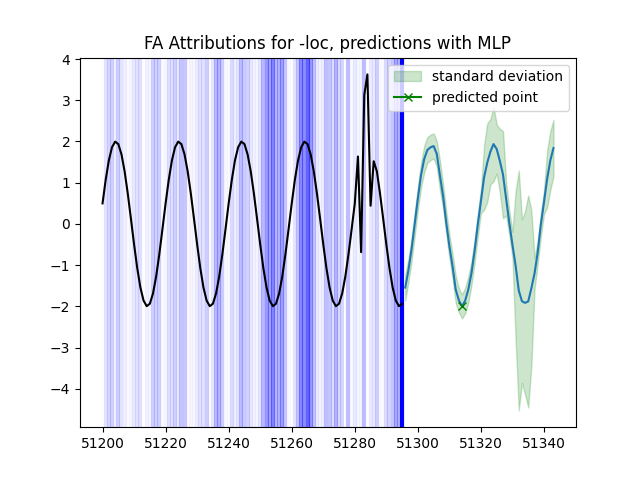 FA Attributions for -loc, predictions with MLP
4
3
2
1
0
−1
−2
−3
−4
standard deviation
predicted point
51200 51220 51240 51260 51280 51300 51320 51340